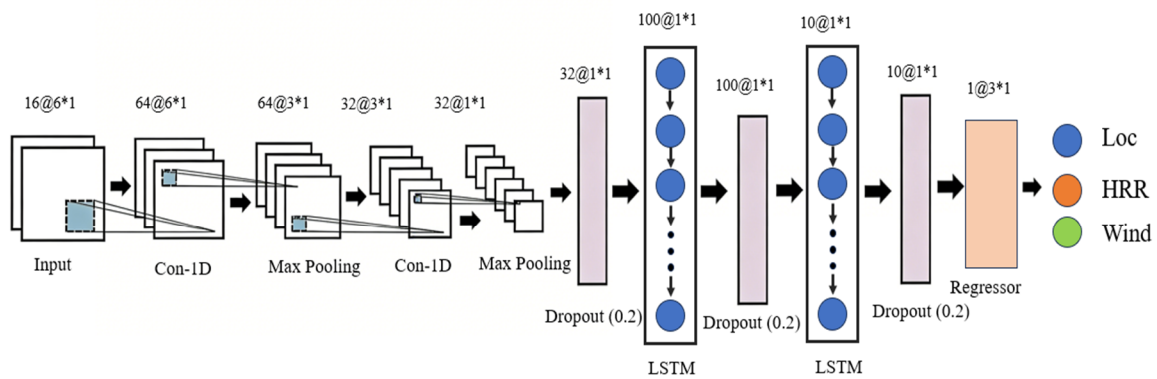 16@6*1
Input
64@6*1
Con-1D
64@3*1
Max Pooling
32@3*1
Con-1D
32@1*1
Max Pooling
32@1*1
Dropout (0.2)
100@1*1
LSTM
100@1*1
Dropout (0.2)
10@1*1
LSTM
10@1*1
Dropout (0.2)
1@3*1
Regressor
Loc
HRR
Wind